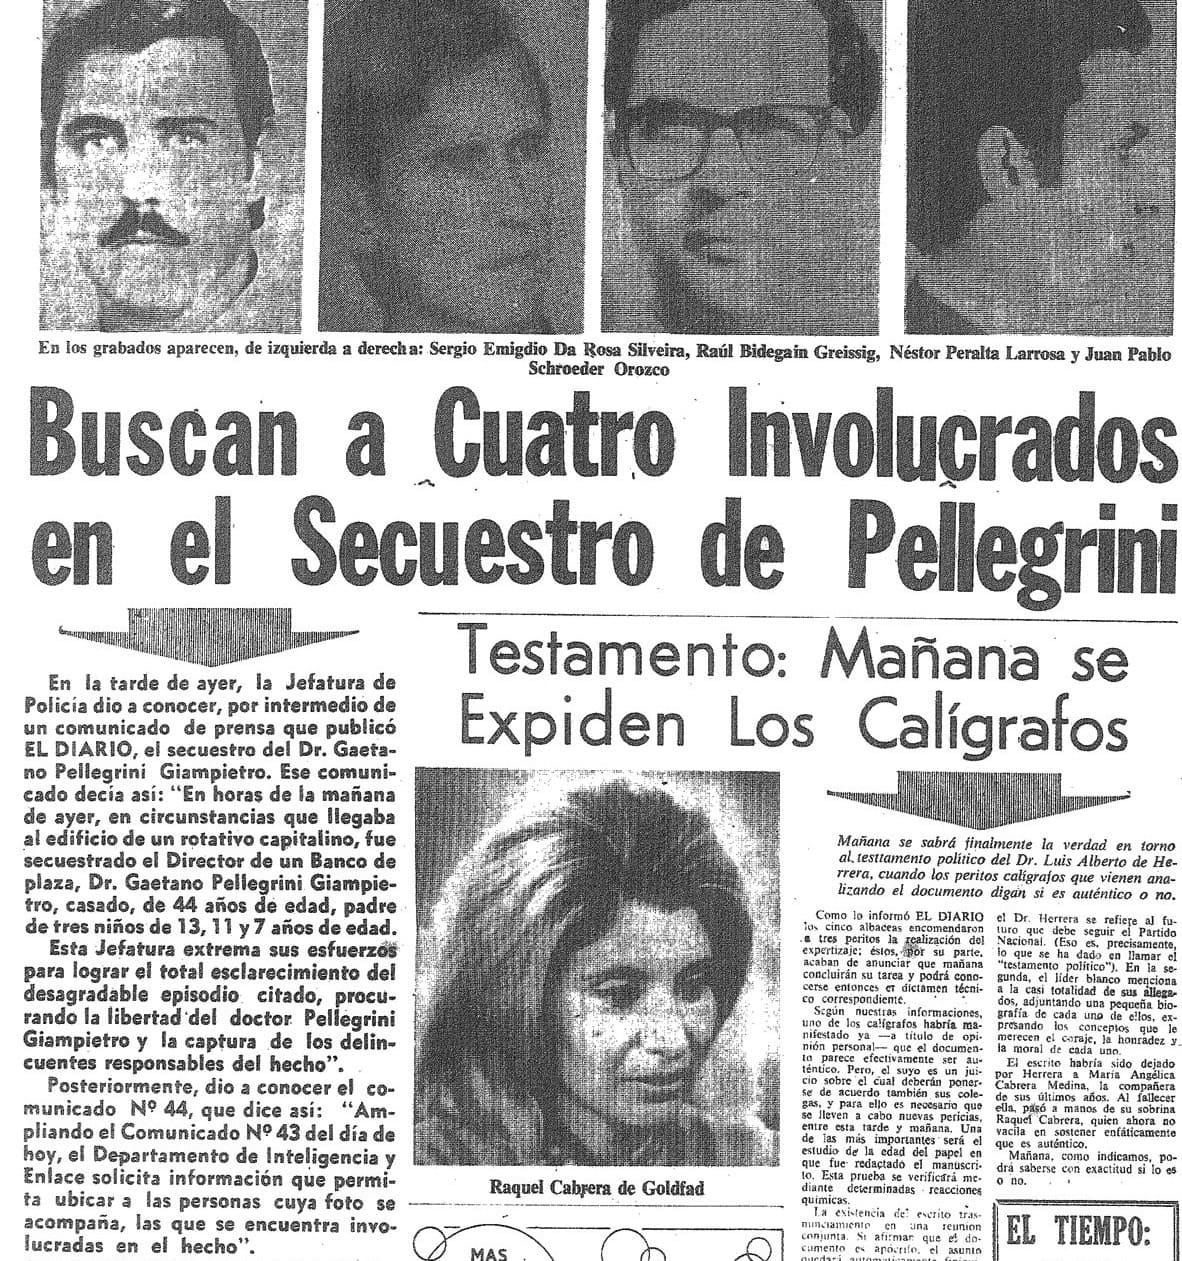 En los grabados aparecen, de izquierda a derecha: Sergio Emigdio Da Rosa Silveira, Raúl Bidegain Greissig, Néstor Peralta Larrosa y Juan Pablo
Schroeder Orozco
Buscan a Cuatro Involucrados
en el Secuestro de Pellegrini
En la tarde de ayer, la Jefatura de
Policía dio a conocer, por intermedio de
un comunicado de prensa que publicó
EL DIARIO, el secuestro del Dr. Gaeta-
no Pellegrini Giampietro. Ese comuni-
cado decía así: “En horas de la mañana
de ayer, en circunstancias que llegaba
al edificio de un rotativo capitalino, fue
secuestrado el Director de un Banco de
plaza, Dr. Gaetano Pellegrini Giampie-
tro, casado, de 44 años de edad, padre
de tres niños de 13, 11 y 7 años de edad.
Esta Jefatura extrema sus esfuerzos
para lograr el total esclarecimiento del
desagradable episodio citado, procu-
rando la libertad del doctor Pellegrini
Giampietro y la captura de los delin-
cuentes responsables del hecho”.
Posteriormente, dio a conocer el co-
municado Nº 44, que dice así: “Am-
pliando el Comunicado Nº 43 del día de
hoy, el Departamento de Inteligencia y
Enlace solicita información que permi-
ta ubicar a las personas cuya foto se
acompaña, las que se encuentra invo-
lucradas en el hecho”.
Testamento: Mañana se
Expiden Los Calígrafos
Raquel Cabrera de Goldfad
MAS
Mañana se sabrá finalmente la verdad en torno
al testtamento político del Dr. Luis Alberto de He-
rrera, cuando los peritos calígrafos que vienen ana-
lizando el documento digan si es auténtico o no.
Como lo informó EL DIARIO
los cinco albaceas encomendaron
a tres peritos la realización del
expertizaje; éstos, por su parte,
acaban de anunciar que mañana
concluirán su tarea y podrá cono-
cerse entonces el dictámen técni-
co correspondiente.
Según nuestras informaciones,
uno de los calígrafos habría ma-
nifestado ya —a título de opi-
nión personal— que el documen-
to parece efectivamente ser au-
téntico. Pero, el suyo es un jui-
cio sobre el cual deberán poner-
se de acuerdo también sus cole-
gas, y para ello es necesario que
se lleven a cabo nuevas pericias,
entre esta tarde y mañana. Una
de las más importantes será el
estudio de la edad del papel en
que fue redactado el manuscri-
to. Esta prueba se verificará me-
diante determinadas reacciones
químicas.
La existencia del escrito tras-
cendió en una reunión
conjunta. Si afirmar que el do-
cumento es apócrifo, el asunto
el Dr. Herrera se refiere al fu-
turo que debe seguir el Partido
Nacional. (Eso es, precisamente,
lo que se ha dado en llamar el
"testamento político"). En la se-
gunda, el líder blanco menciona
a la casi totalidad de sus allega-
dos, adjuntando una pequeña bio-
grafía de cada uno de ellos, ex-
presando los conceptos que le
merecen el coraje, la honradez y
la moral de cada uno.
El escrito habría sido dejado
por Herrera a María Angélica
Cabrera Medina, la compañera
de sus últimos años. Al fallecer
ella, pasó a manos de su sobrina
Raquel Cabrera, quien ahora no
vacila en sostener enfáticamente
que es auténtico.
Mañana, como indicamos, po-
drá saberse con exactitud si lo es
o no.
EL TIEMPO: